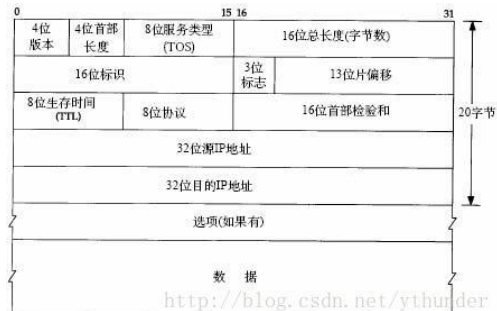 0 15 16 31
4位版本 4位首部长度 8位服务类型(TOS) 16位总长度(字节数)
16位标识 3位标志 13位片偏移
8位生存时间(TTL) 8位协议 16位首部检验和 20字节
32位源IP地址
32位目的IP地址
选项(如果有)
数 据
http://blog.csdn.net/ythunder